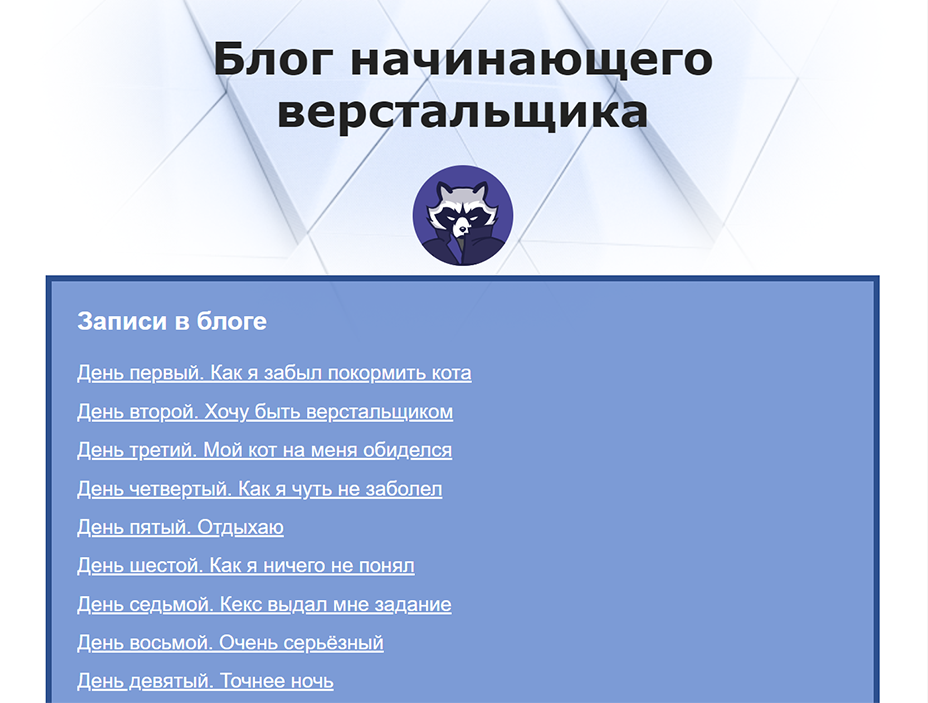 Блог начинающего
верстальщика
Записи в блоге
День первый. Как я забыл покормить кота
День второй. Хочу быть верстальщиком
День третий. Мой кот на меня обиделся
День четвертый. Как я чуть не заболел
День пятый. Отдыхаю
День шестой. Как я ничего не понял
День седьмой. Кекс выдал мне задание
День восьмой. Очень серьёзный
День девятый. Точнее ночь